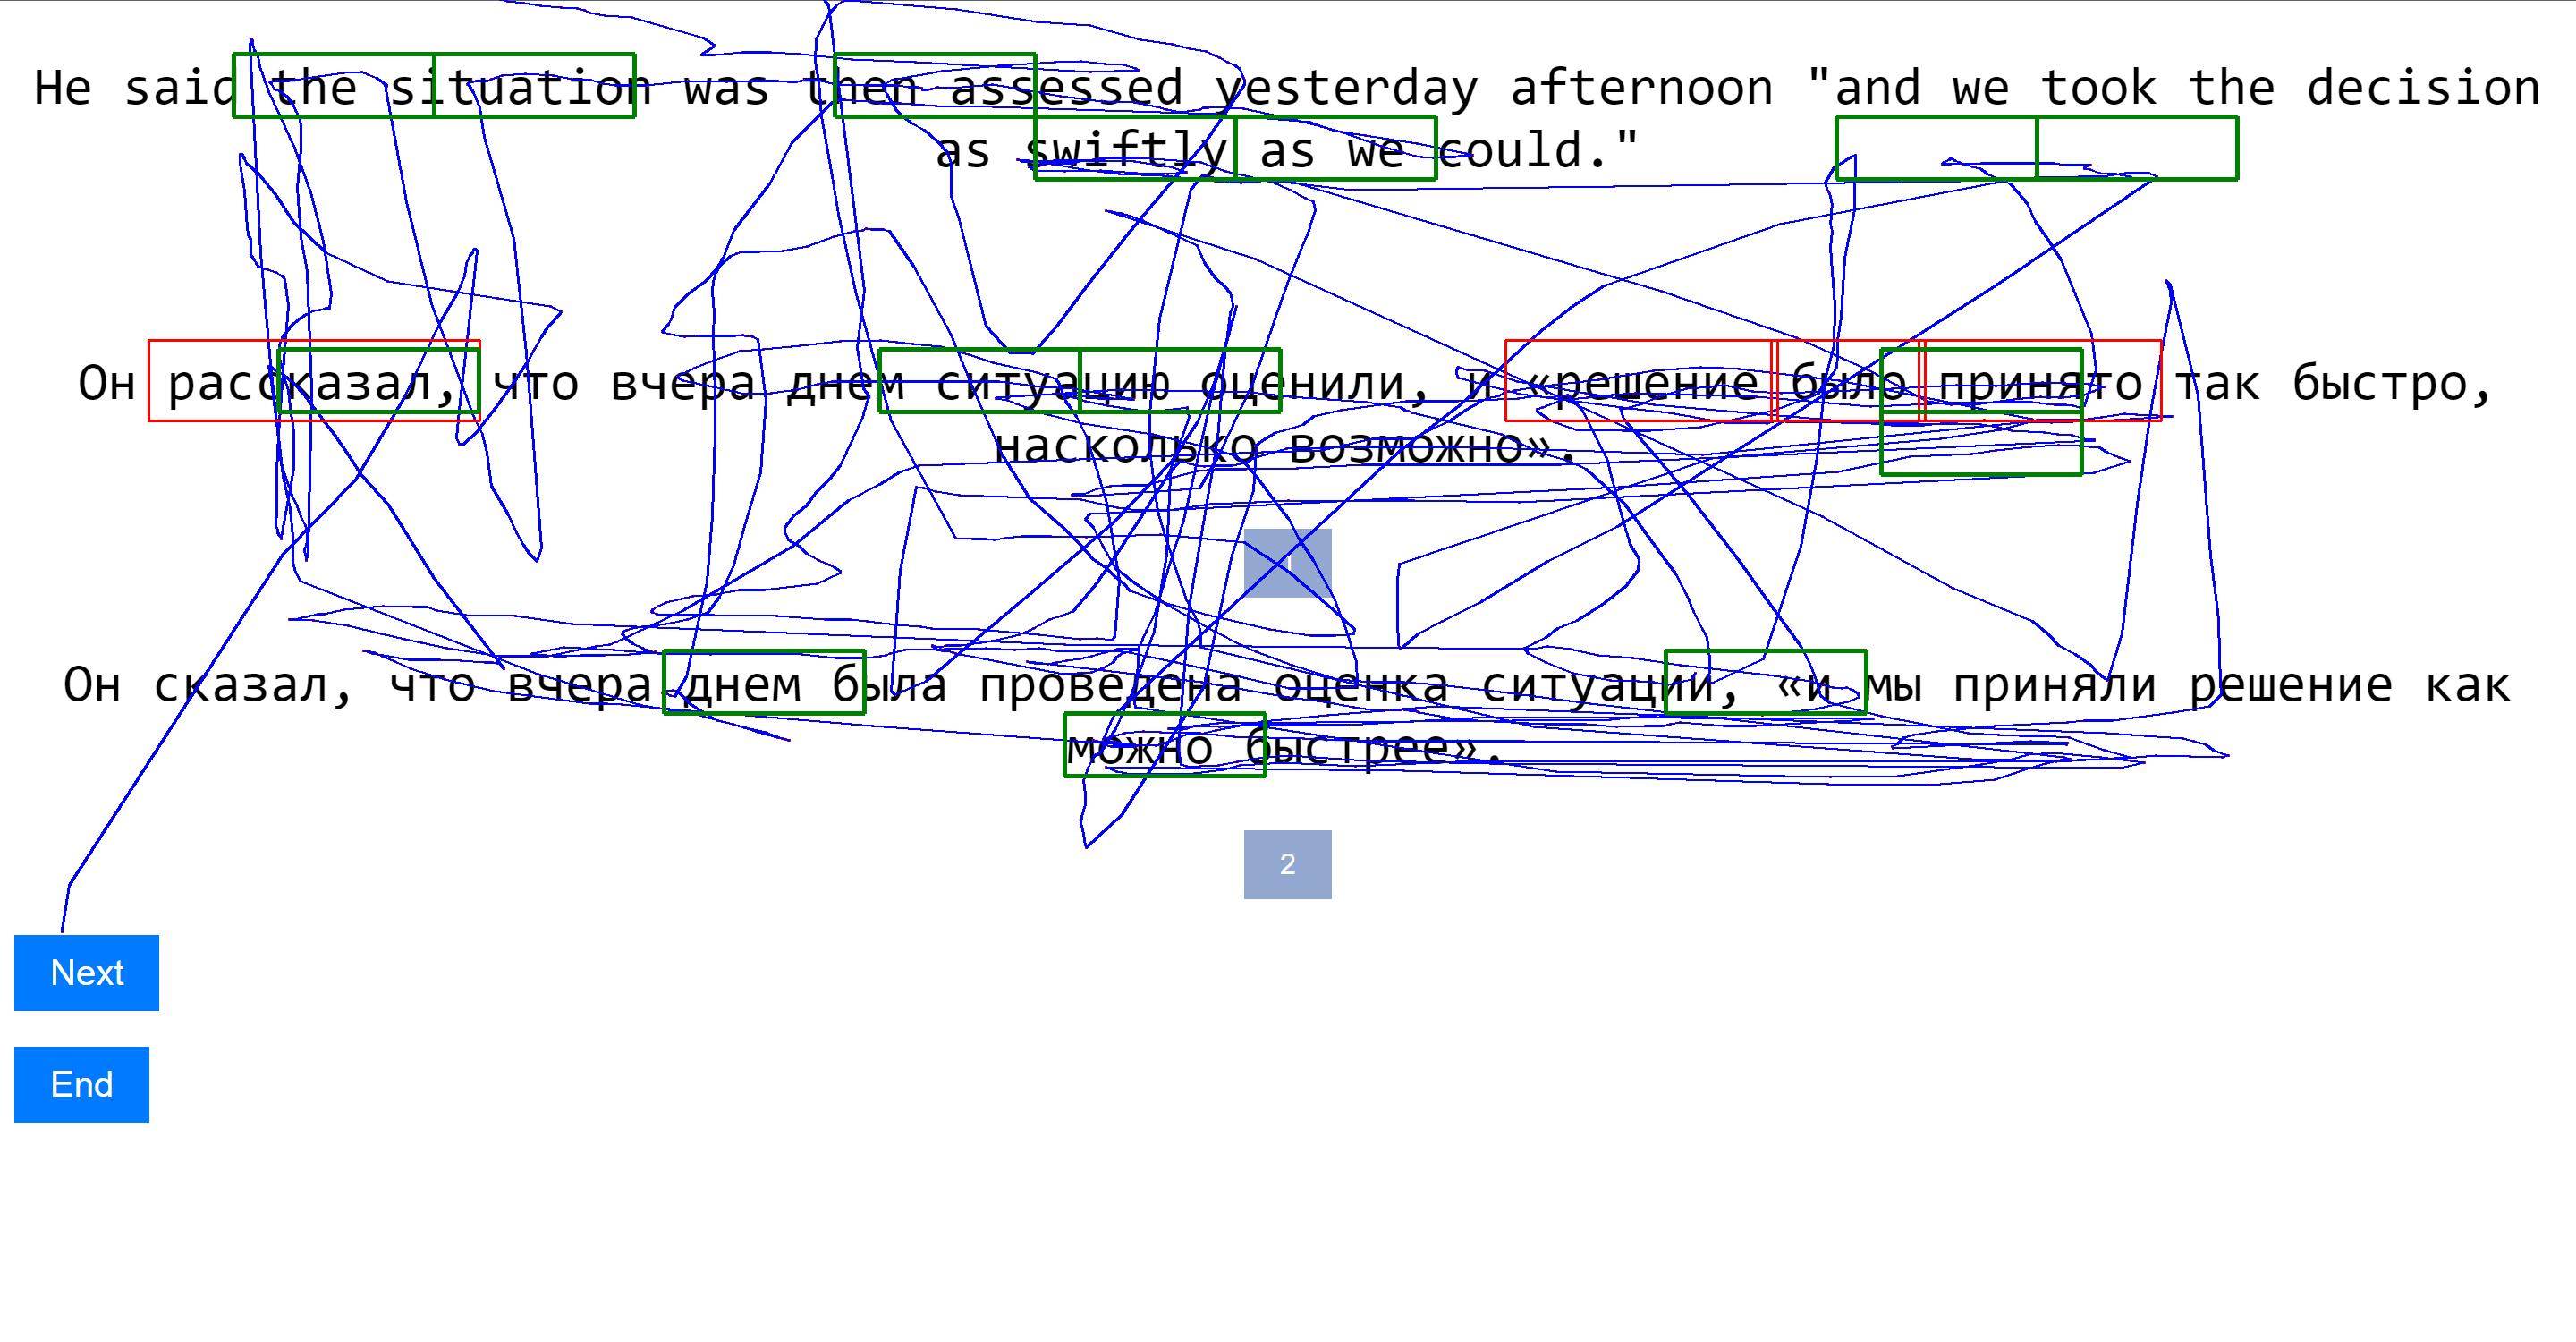 He said the situation was then assessed yesterday afternoon "and we took the decision
as swiftly as we could."
Он рассказал, что вчера днем ситуацию оценили, и «решение было принято так быстро,
насколько возможно».
Он сказал, что вчера днем была проведена оценка ситуации, «и мы приняли решение как
можно быстрее».
2
Next
End